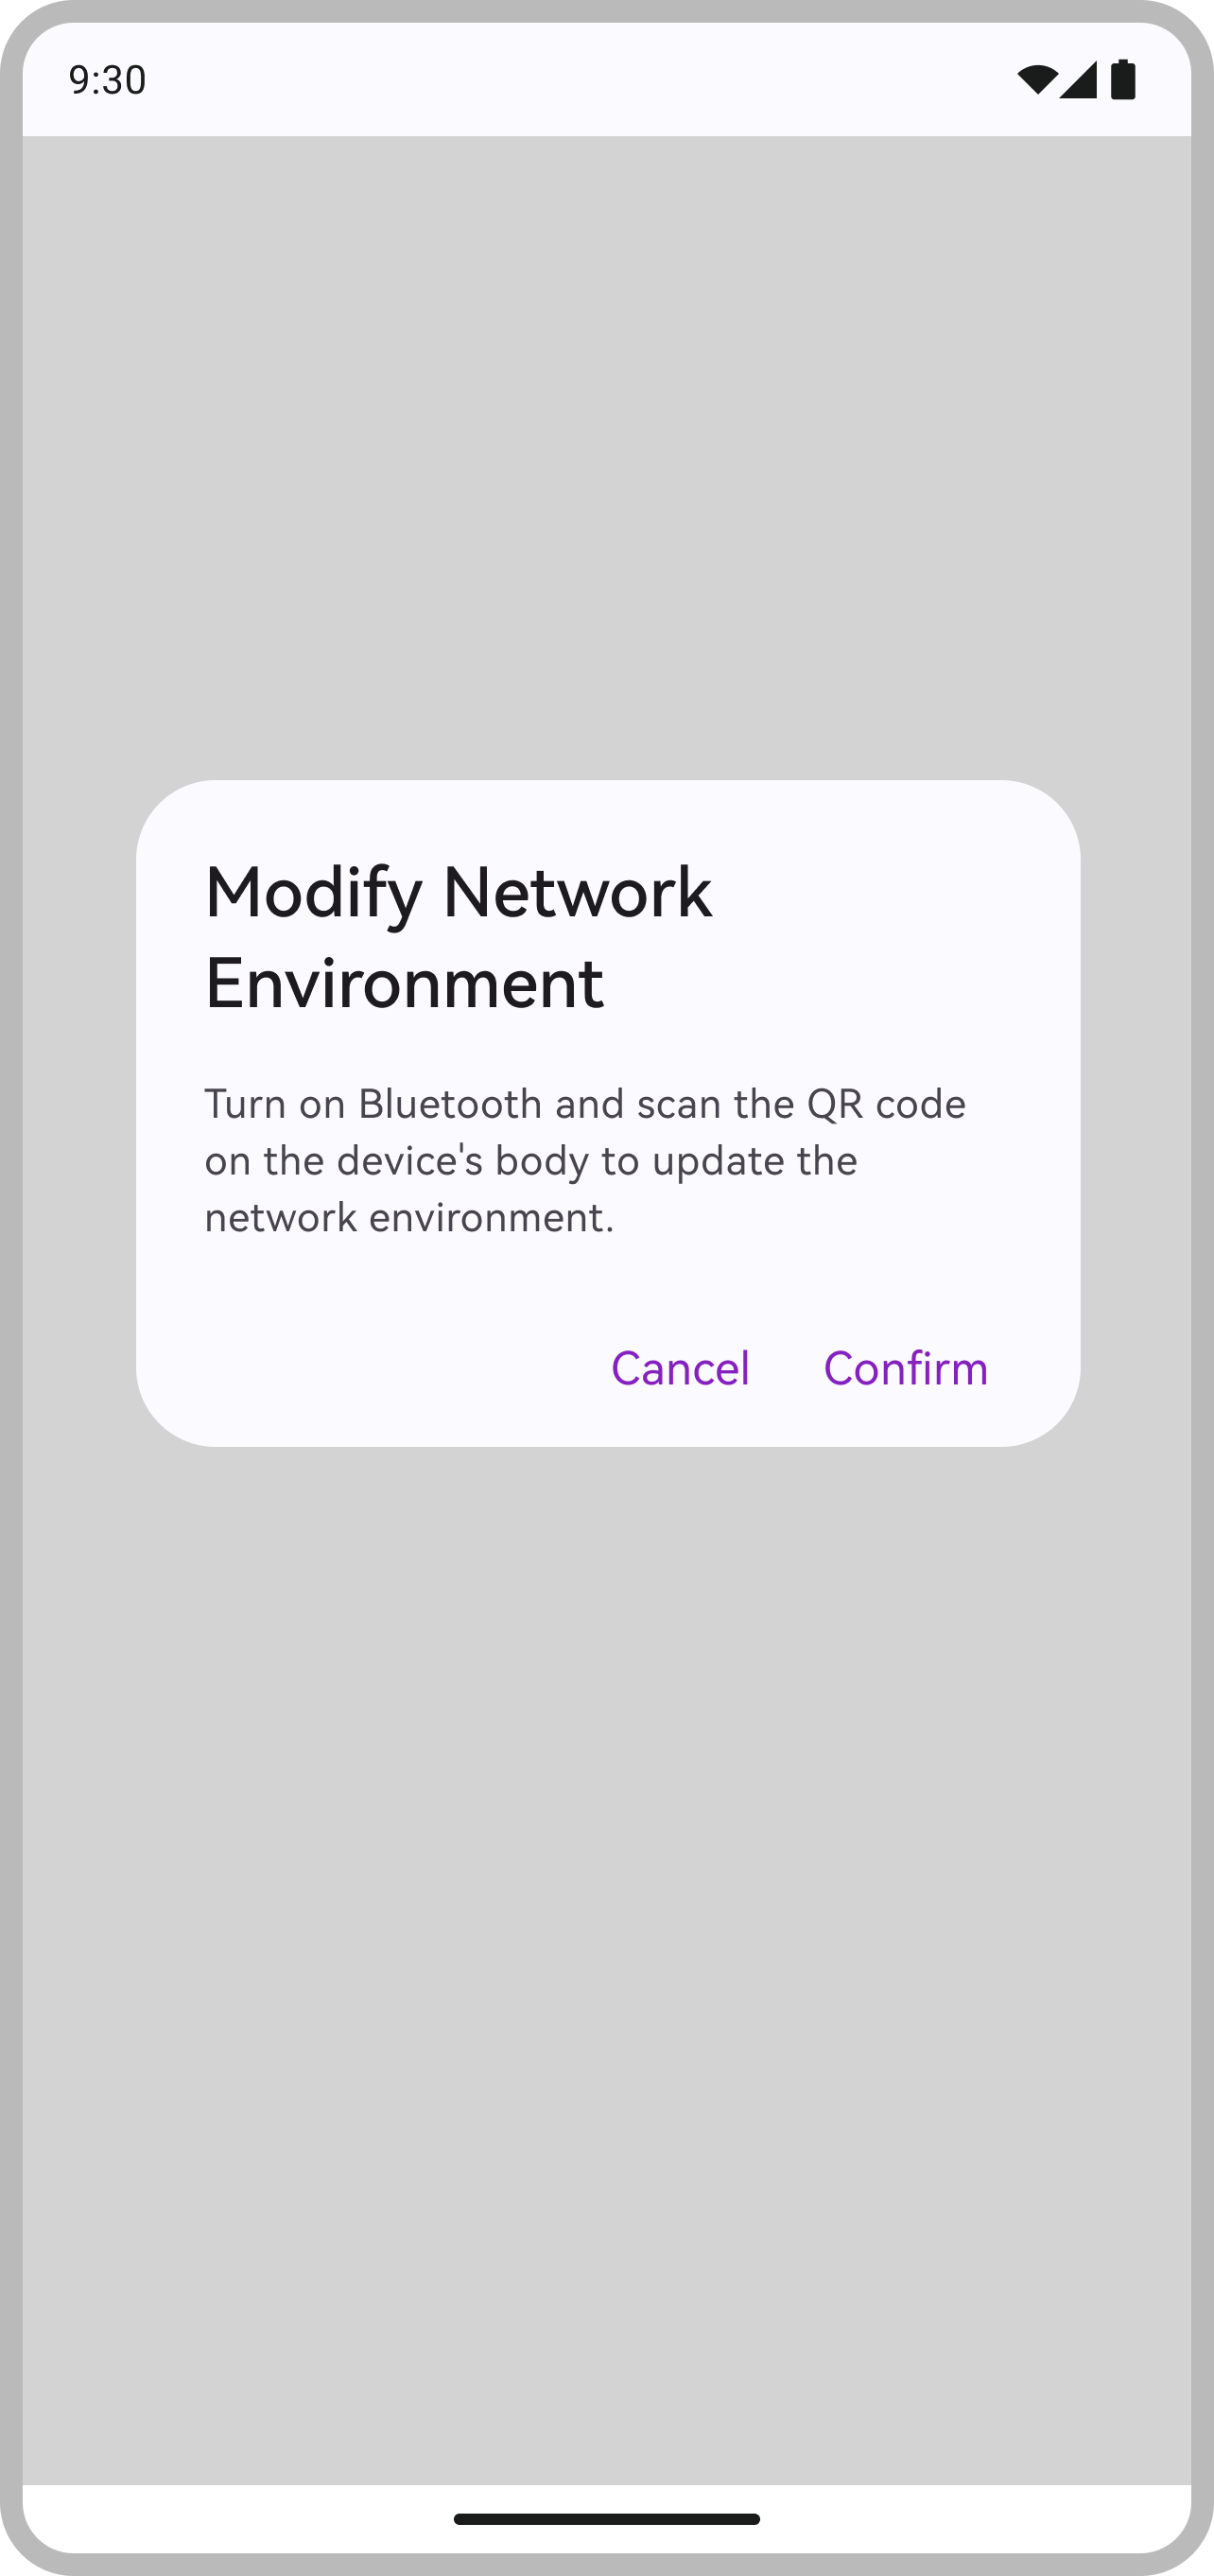 9:30
Modify Network
Environment
Turn on Bluetooth and scan the QR code
on the device's body to update the
network environment.
Cancel Confirm